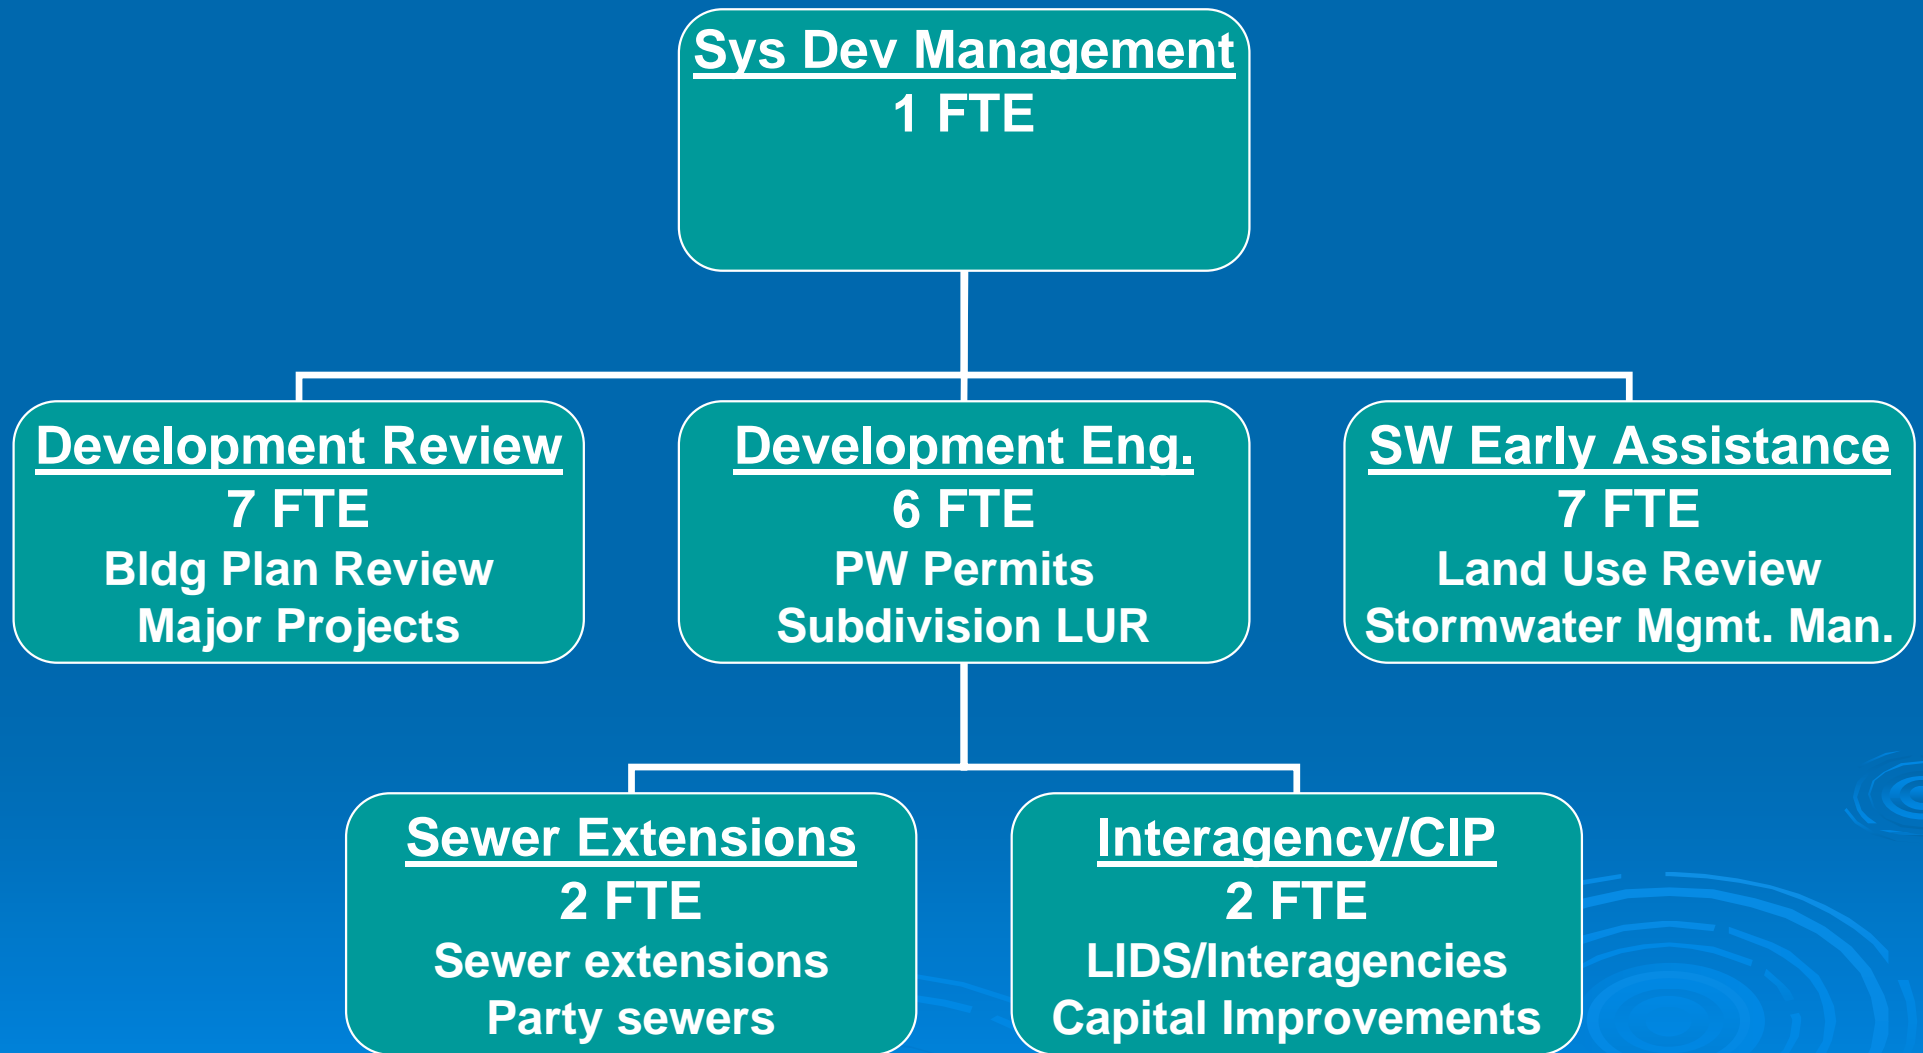 Sys Dev Management
1 FTE
Development Review
7 FTE
Bldg Plan Review
Major Projects
Development Eng.
6 FTE
PW Permits
Subdivision LUR
SW Early Assistance
7 FTE
Land Use Review
Stormwater Mgmt. Man.
Sewer Extensions
2 FTE
Sewer extensions
Party sewers
Interagency/CIP
2 FTE
LIDS/Interagencies
Capital Improvements